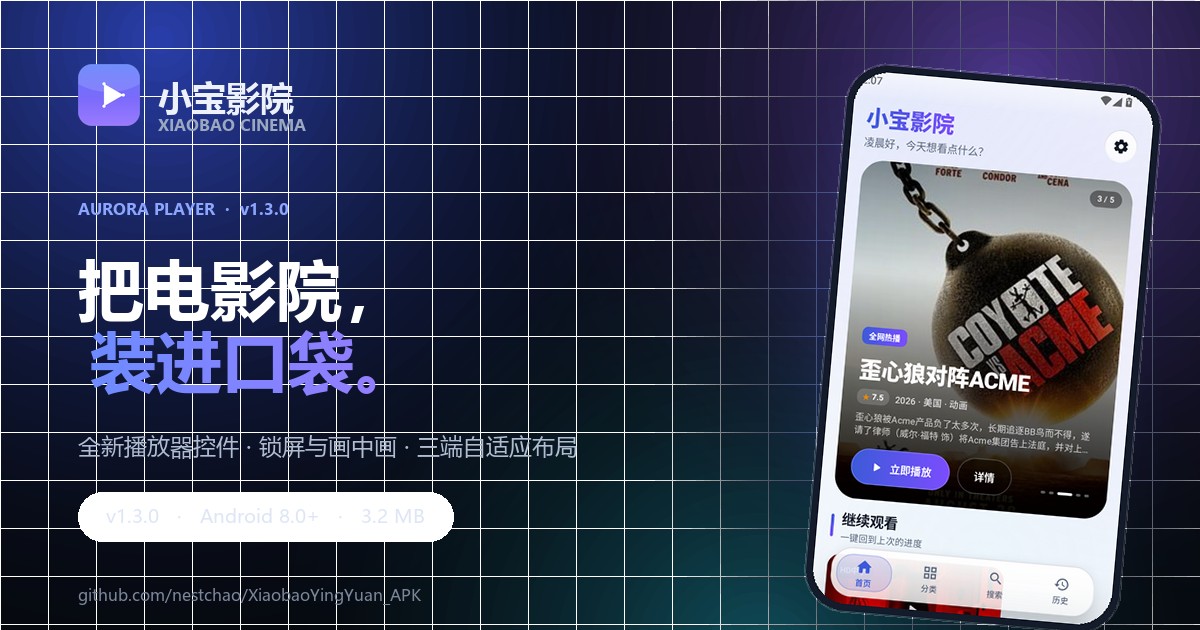 小宝影院
XIAOBAO CINEMA
AURORA PLAYER · v1.3.0
把电影院，
装进口袋。
全新播放器控件 · 锁屏与画中画 · 三端自适应布局
v1.3.0 · Android 8.0+ · 3.2 MB
github.com/nestchao/XiaobaoYingYuan_APK
:07
小宝影院
凌晨好，今天想看点什么？
FORTE CONDOR CENA
3 / 5
COYOTE
VS
ACME
全网热播
歪心狼对阵ACME
7.5 2026 · 美国 · 动画
歪心狼被Acme产品负了太多次，长期追逐BB鸟而不得，遂
请了律师（威尔·福特 饰）将Acme集团告上法庭，并对上...
立即播放 详情
继续观看
一键回到上次的进度
首页 分类 搜索 历史